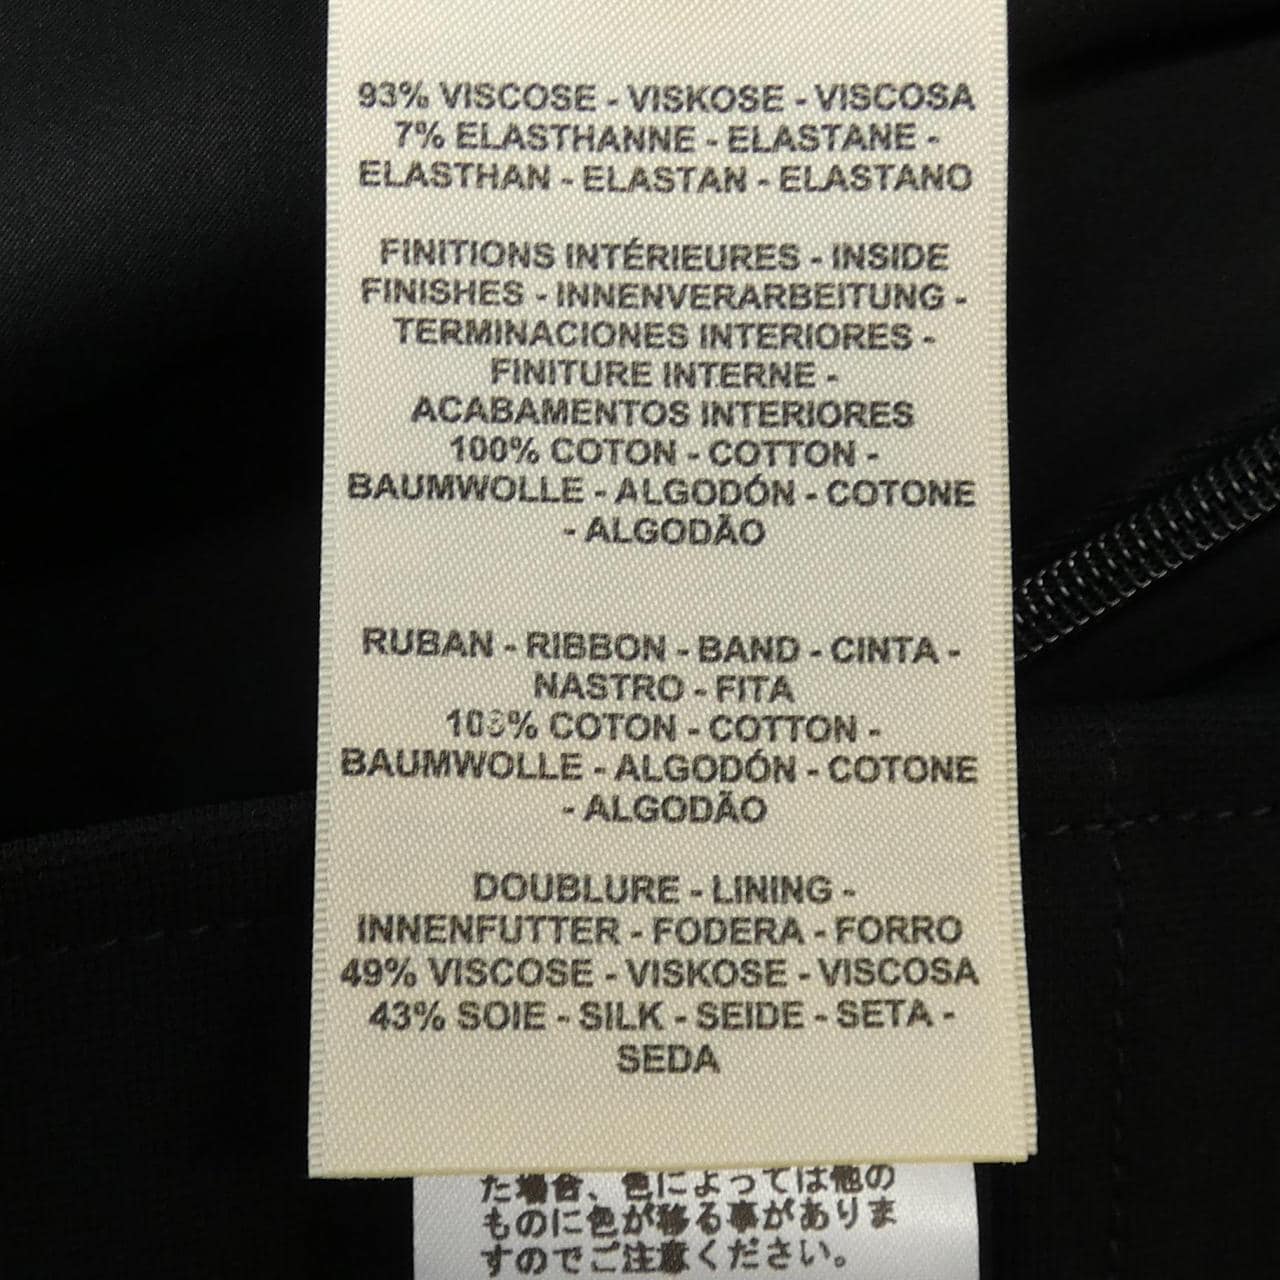 93% VISCOSE - VISKOSE - VISCOSA
7% ELASTHANNE - ELASTANE -
ELASTHAN - ELASTAN - ELASTANO
FINITIONS INTÉRIEURES - INSIDE
FINISHES - INNENVERARBEITUNG -
TERMINACIONES INTERIORES -
FINITURE INTERNE -
ACABAMENTOS INTERIORES
100% COTON - COTTON -
BAUMWOLLE - ALGODÓN - COTONE
- ALGODÃO
RUBAN - RIBBON - BAND - CINTA -
NASTRO - FITA
100% COTON - COTTON -
BAUMWOLLE - ALGODÓN - COTONE
- ALGODÃO
DOUBLURE - LINING -
INNENFUTTER - FODERA - FORRO
49% VISCOSE - VISKOSE - VISCOSA
43% SOIE - SILK - SEIDE - SETA -
SEDA
た場合、色によっては他の
ものに色が移る事がありま
すのでご注意ください。